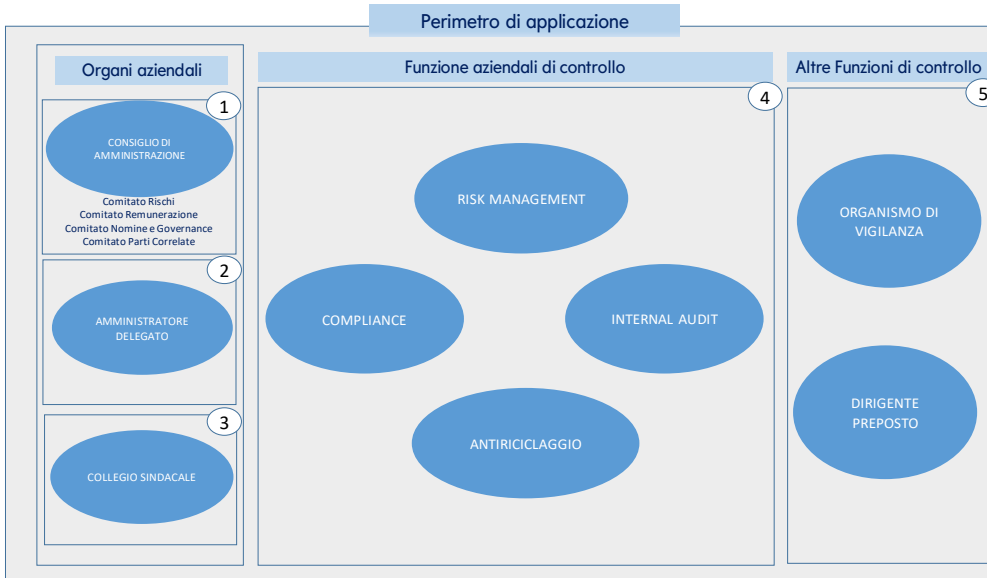 Perimetro di applicazione
Organi aziendali
1
CONSIGLIO DI
AMMINISTRAZIONE
Comitato Rischi
Comitato Remunerazione
Comitato Nomine e Governance
Comitato Parti Correlate
2
AMMINISTRATORE
DELEGATO
3
COLLEGIO SINDACALE
Funzione aziendali di controllo
4
RISK MANAGEMENT
COMPLIANCE
INTERNAL AUDIT
ANTIRICICLAGGIO
Altre Funzioni di controllo
5
ORGANISMO DI
VIGILANZA
DIRIGENTE
PREPOSTO